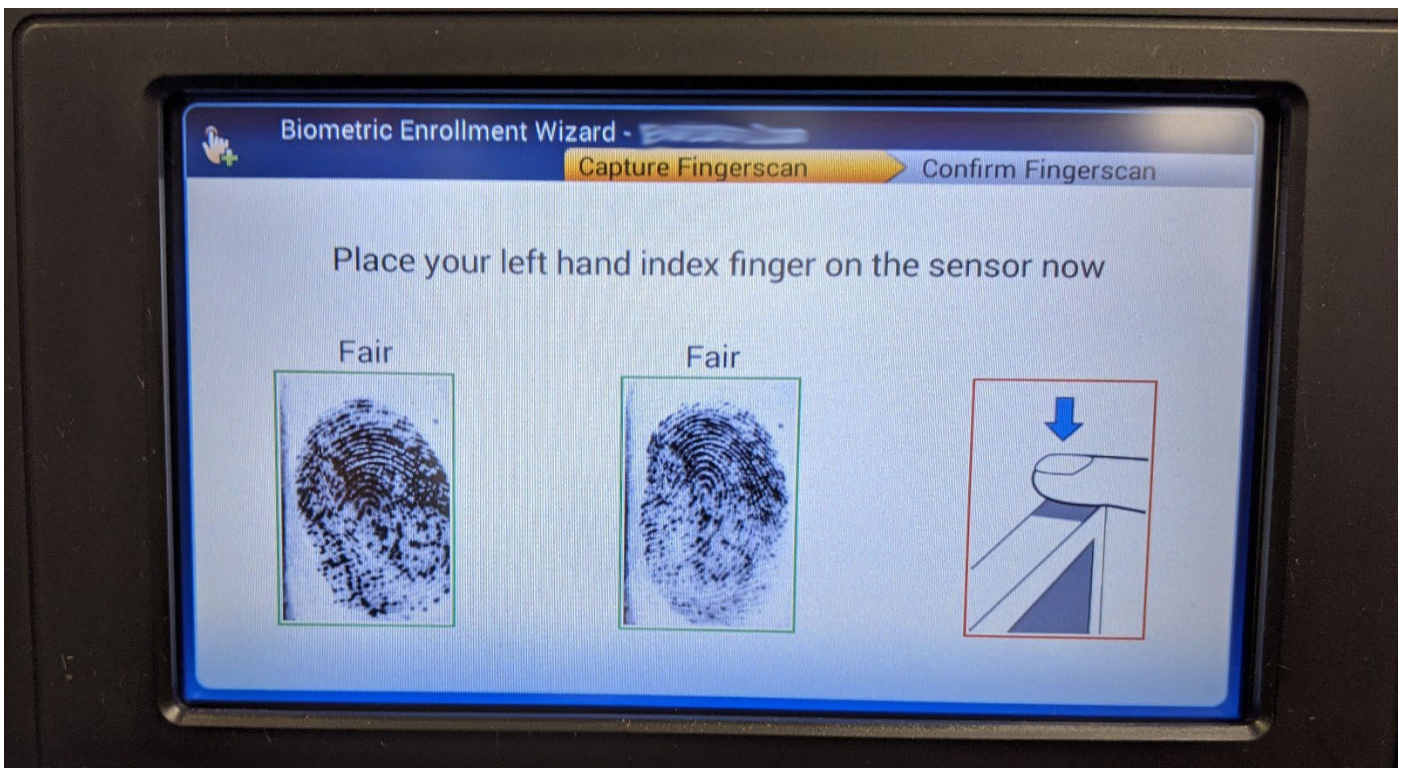 Biometric Enrollment Wizard -
Capture Fingerscan
Confirm Fingerscan
Place your left hand index finger on the sensor now
Fair
Fair